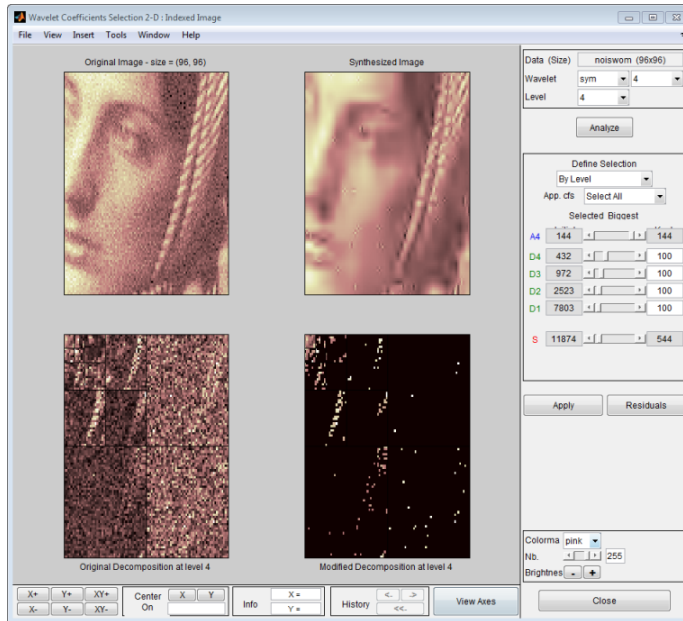 Wavelet Coefficients Selection 2-D : Indexed Image
File View Insert Tools Window Help
Original Image - size = (96, 96)
Synthesized Image
Original Decomposition at level 4
Modified Decomposition at level 4
Data (Size) noiswom (96x96)
Wavelet sym 4
Level 4
Analyze
Define Selection
By Level
App. cfs Select All
Selected Biggest
A4 144 144
D4 432 100
D3 972 100
D2 2523 100
D1 7803 100
S 11874 544
Apply Residuals
Colorma pink
Nb. 255
Brightnes - +
Close
X+ Y+ XY+
X- Y- XY-
Center On X Y
Info X = Y =
History <- ->
<<-
View Axes